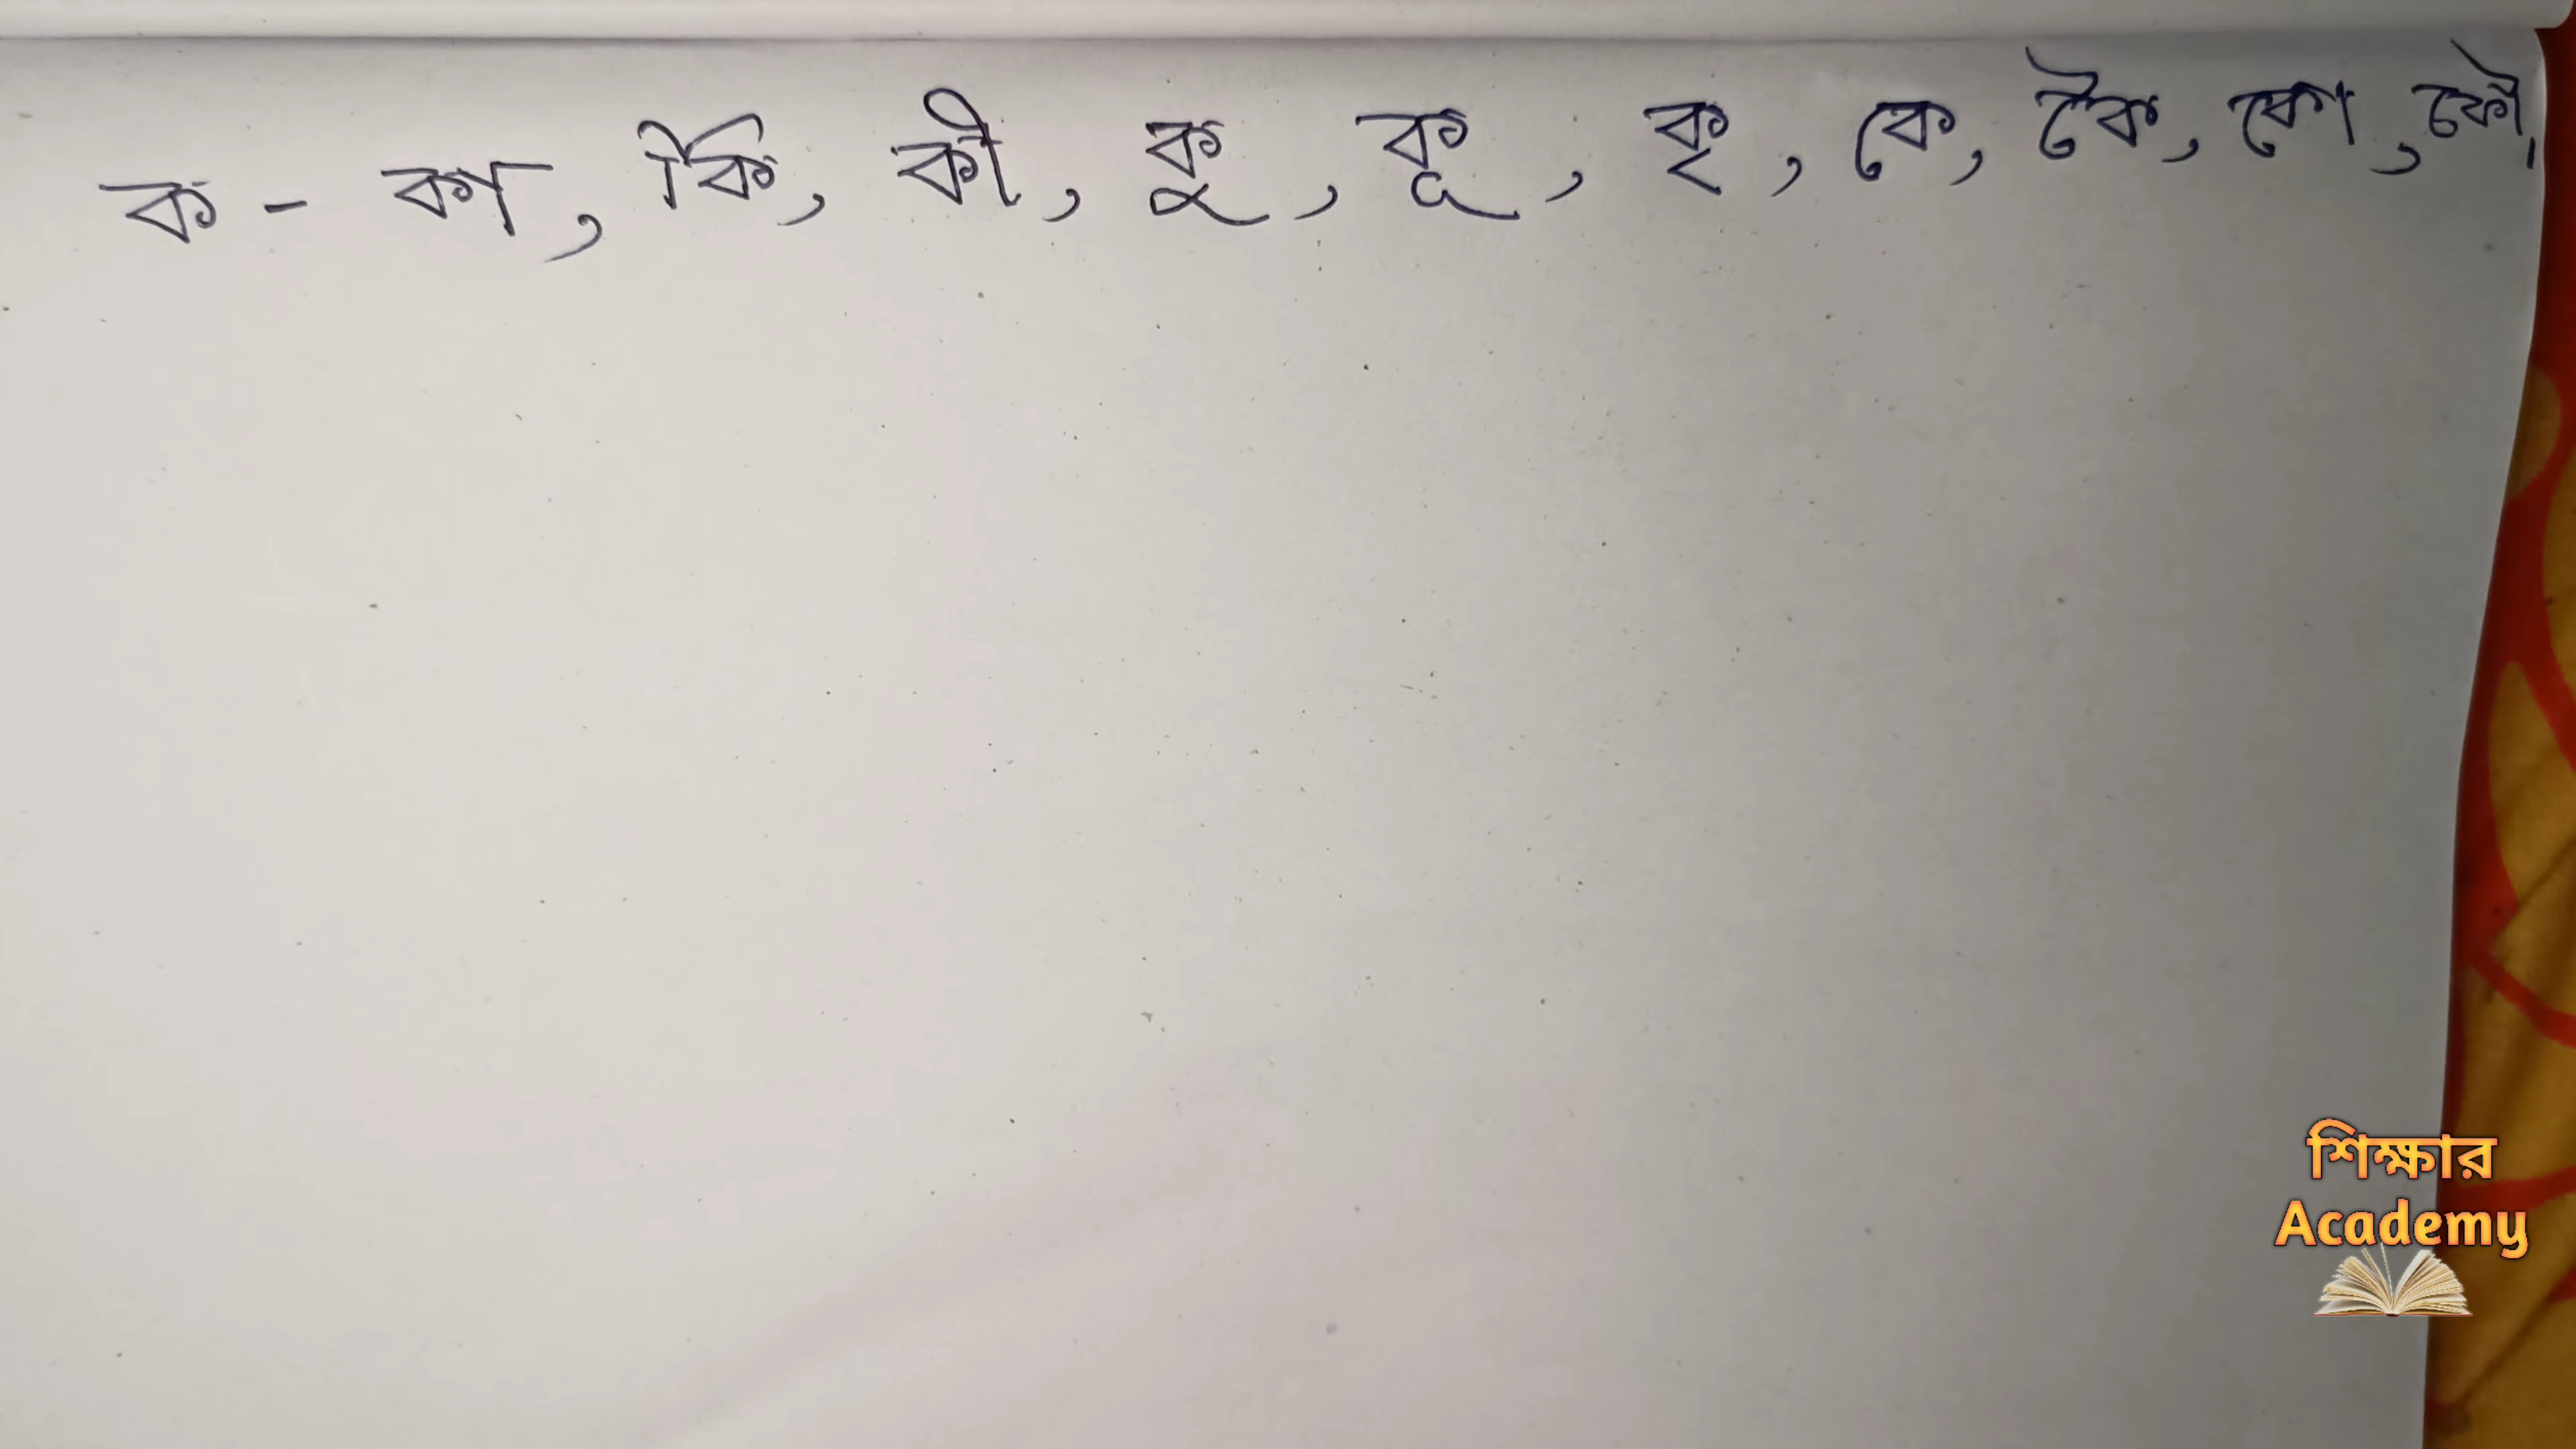 ক - কা, কি, কী, কু, কূ, কৃ, কে, কৈ, কো, কৌ,
শিক্ষার
Academy